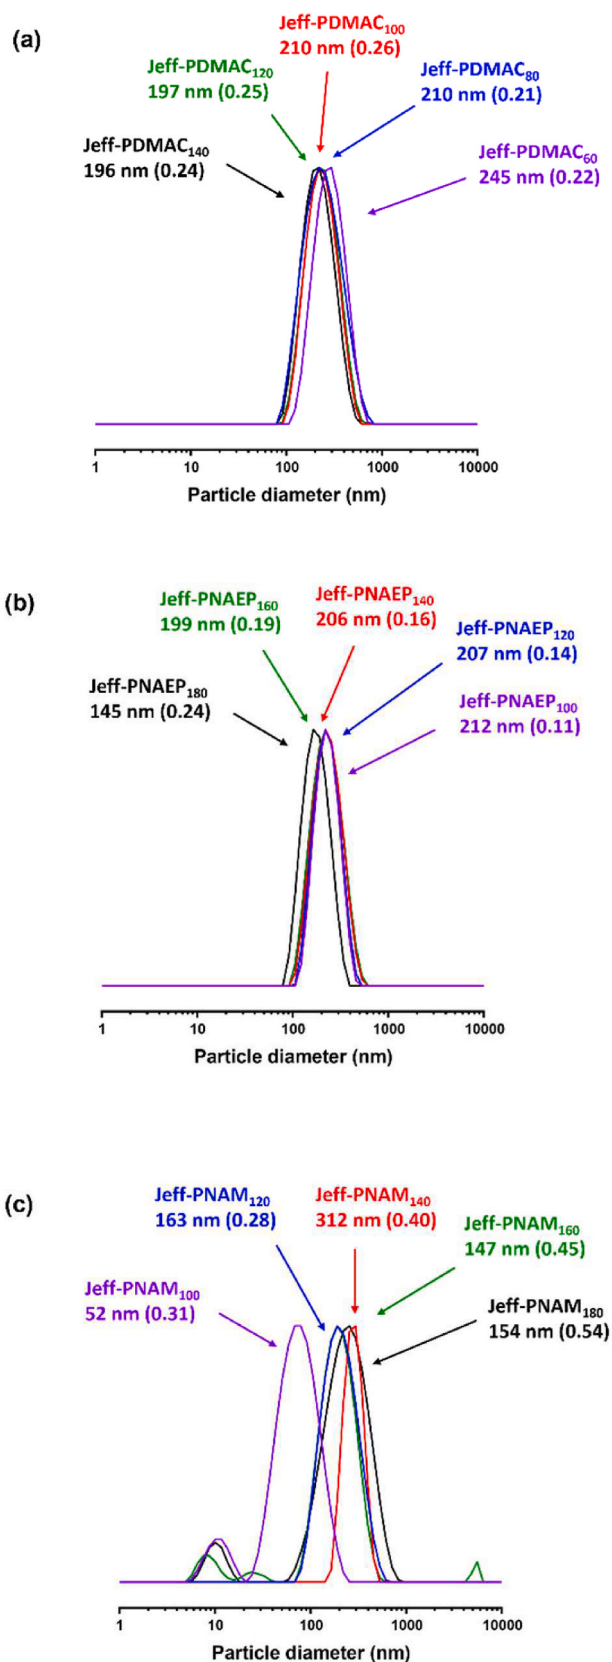 (a)
Jeff-PDMAC₁₀₀
210 nm (0.26)
Jeff-PDMAC₁₂₀
197 nm (0.25)
Jeff-PDMAC₈₀
210 nm (0.21)
Jeff-PDMAC₁₄₀
196 nm (0.24)
Jeff-PDMAC₆₀
245 nm (0.22)
1 10 100 1000 10000
Particle diameter (nm)
(b)
Jeff-PNAEP₁₆₀
199 nm (0.19)
Jeff-PNAEP₁₄₀
206 nm (0.16)
Jeff-PNAEP₁₂₀
207 nm (0.14)
Jeff-PNAEP₁₈₀
145 nm (0.24)
Jeff-PNAEP₁₀₀
212 nm (0.11)
1 10 100 1000 10000
Particle diameter (nm)
(c)
Jeff-PNAM₁₂₀
163 nm (0.28)
Jeff-PNAM₁₄₀
312 nm (0.40)
Jeff-PNAM₁₆₀
147 nm (0.45)
Jeff-PNAM₁₀₀
52 nm (0.31)
Jeff-PNAM₁₈₀
154 nm (0.54)
1 10 100 1000 10000
Particle diameter (nm)